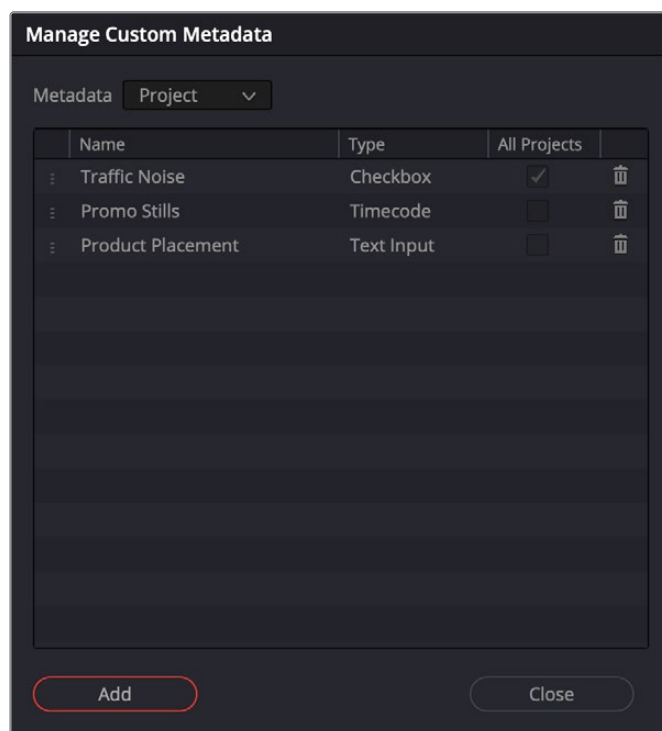 Manage Custom Metadata
Metadata Project
Name Type All Projects
Traffic Noise Checkbox
Promo Stills Timecode
Product Placement Text Input
Add Close